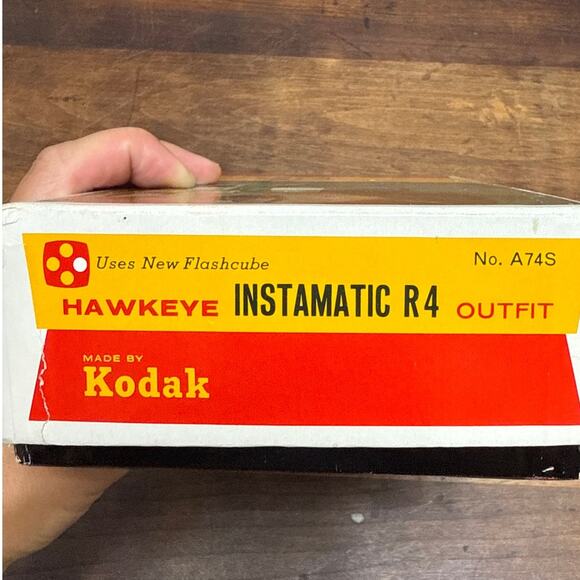 Uses New Flashcube
No. A74S
HAWKEYE INSTAMATIC R4 OUTFIT
MADE BY
Kodak